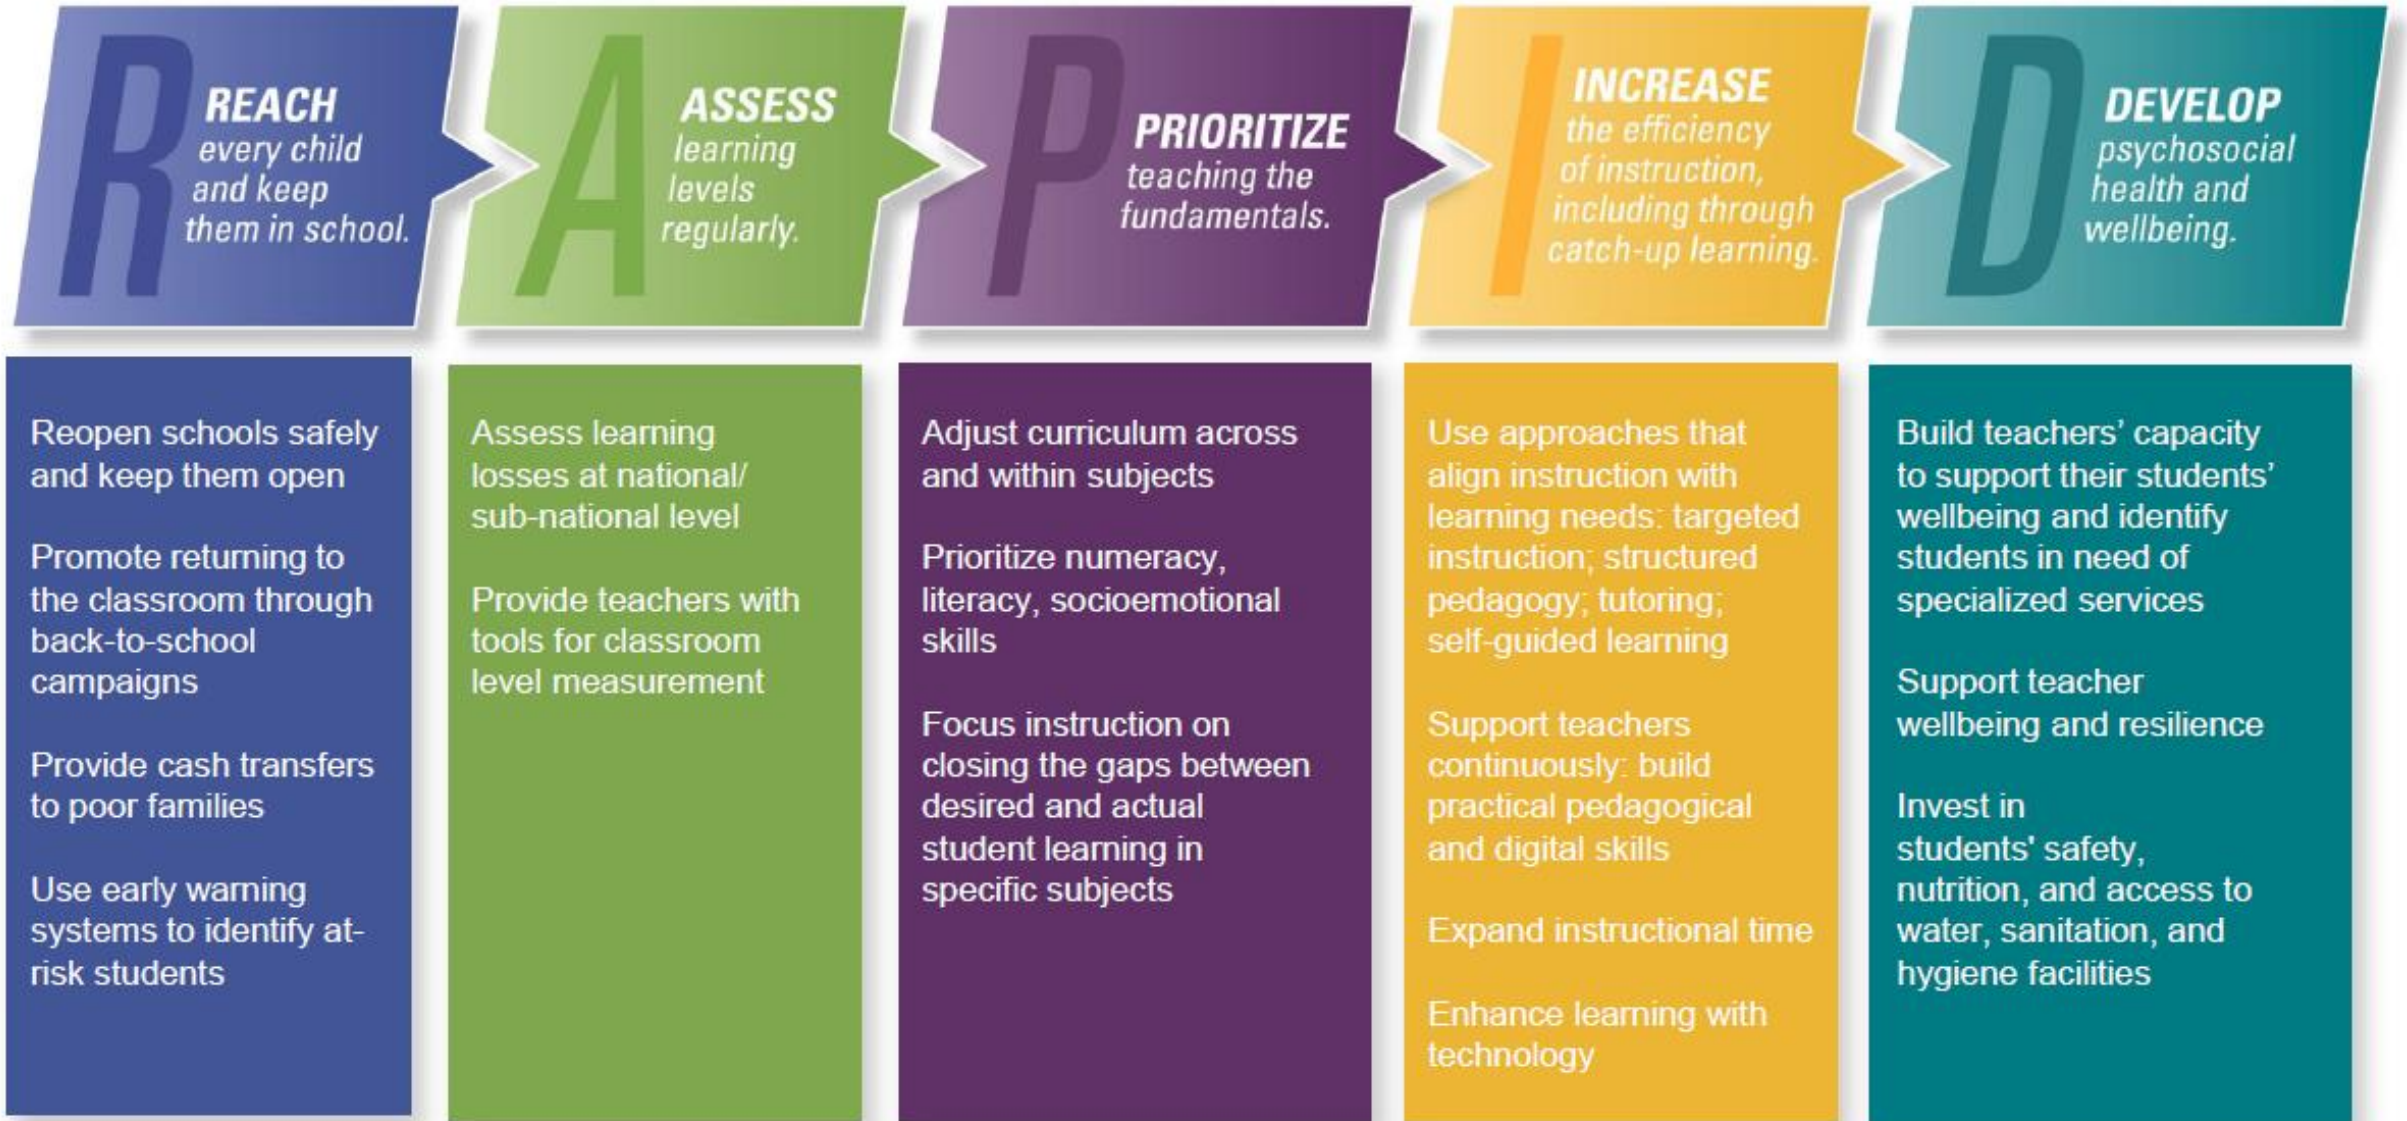 R
REACH
every child
and keep
them in school.
A
ASSESS
learning
levels
regularly.
P
PRIORITIZE
teaching the
fundamentals.
I
INCREASE
the efficiency
of instruction,
including through
catch-up learning.
D
DEVELOP
psychosocial
health and
wellbeing.
Reopen schools safely
and keep them open
Promote returning to
the classroom through
back-to-school
campaigns
Provide cash transfers
to poor families
Use early warning
systems to identify at-
risk students
Assess learning
losses at national/
sub-national level
Provide teachers with
tools for classroom
level measurement
Adjust curriculum across
and within subjects
Prioritize numeracy,
literacy, socioemotional
skills
Focus instruction on
closing the gaps between
desired and actual
student learning in
specific subjects
Use approaches that
align instruction with
learning needs: targeted
instruction; structured
pedagogy; tutoring;
self-guided learning
Support teachers
continuously: build
practical pedagogical
and digital skills
Expand instructional time
Enhance learning with
technology
Build teachers’ capacity
to support their students’
wellbeing and identify
students in need of
specialized services
Support teacher
wellbeing and resilience
Invest in
students' safety,
nutrition, and access to
water, sanitation, and
hygiene facilities